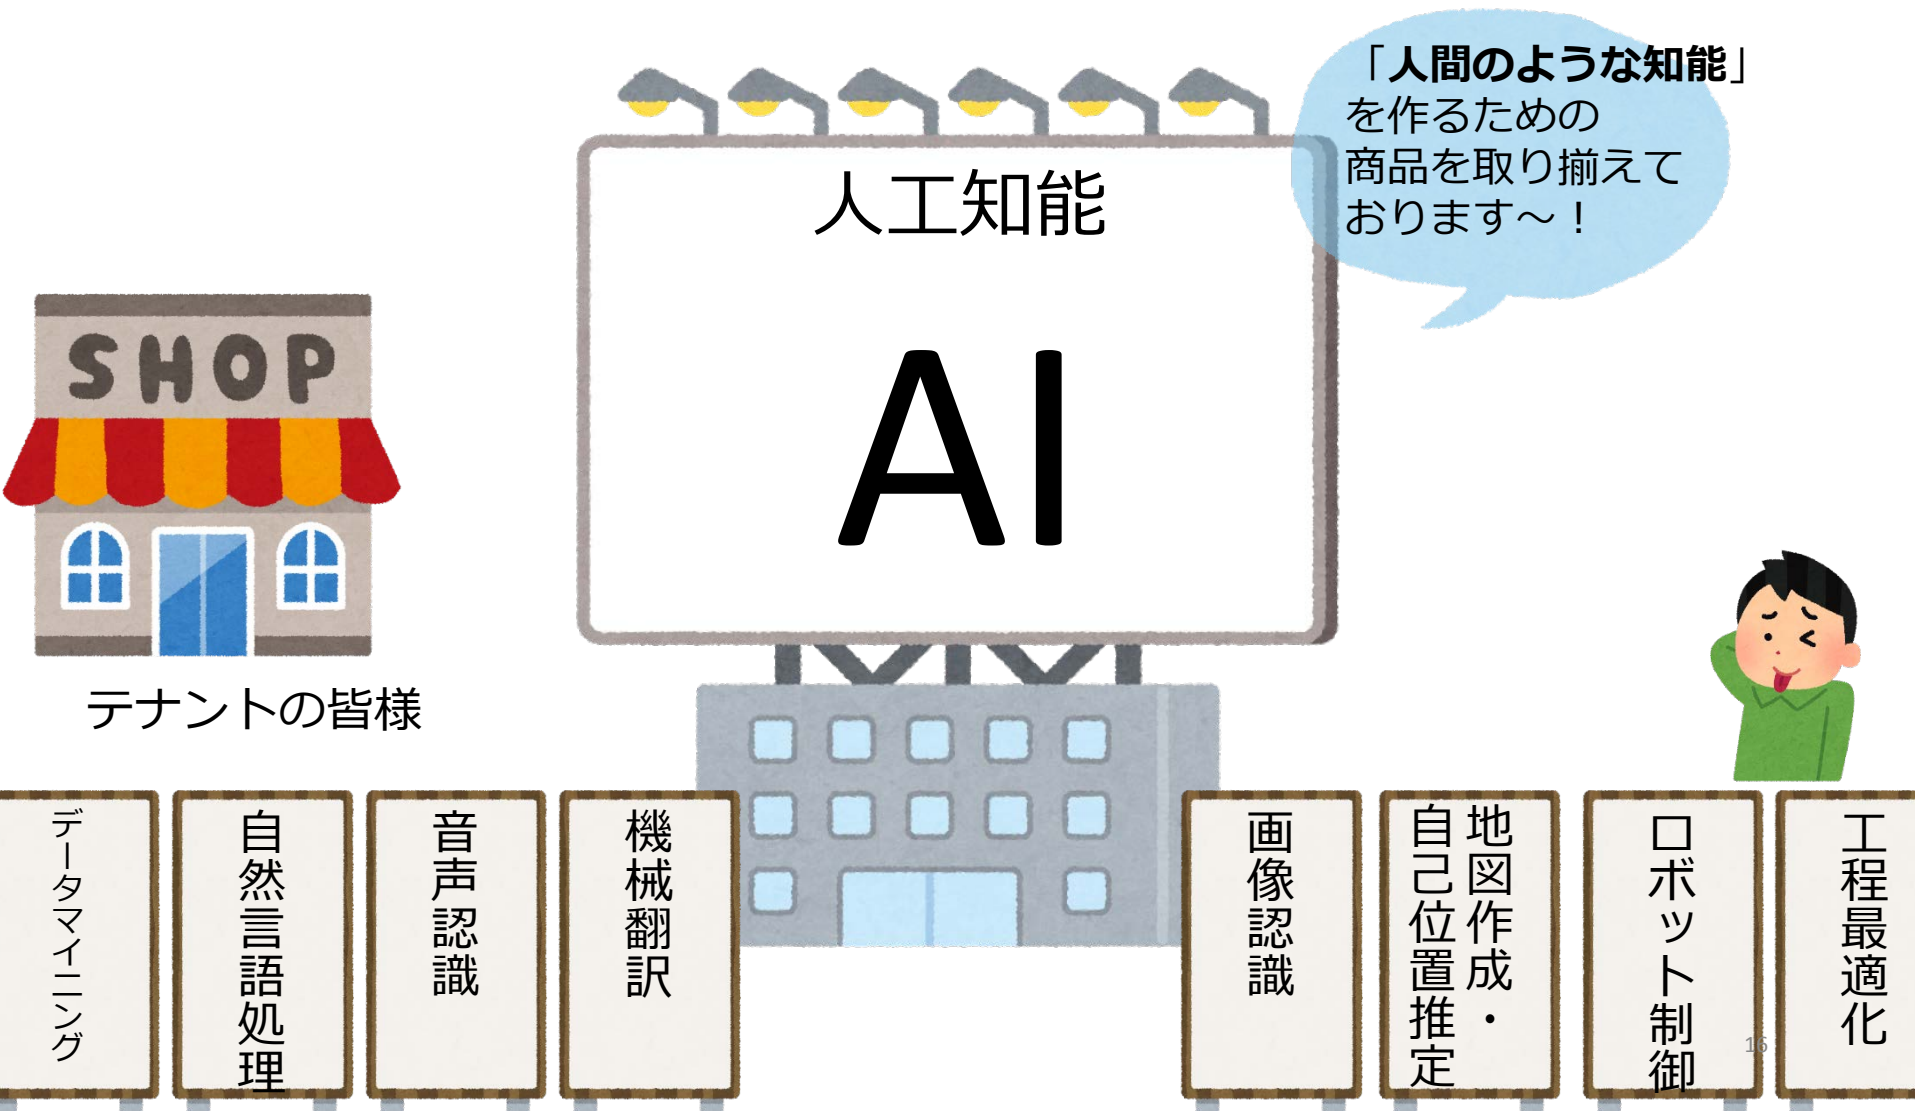 「人間のような知能」
を作るための
商品を取り揃えて
おります～！
人工知能
AI
SHOP
テナントの皆様
データマイニング
自然言語処理
音声認識
機械翻訳
画像認識
地図作成・
自己位置推定
ロボット制御
工程最適化
16